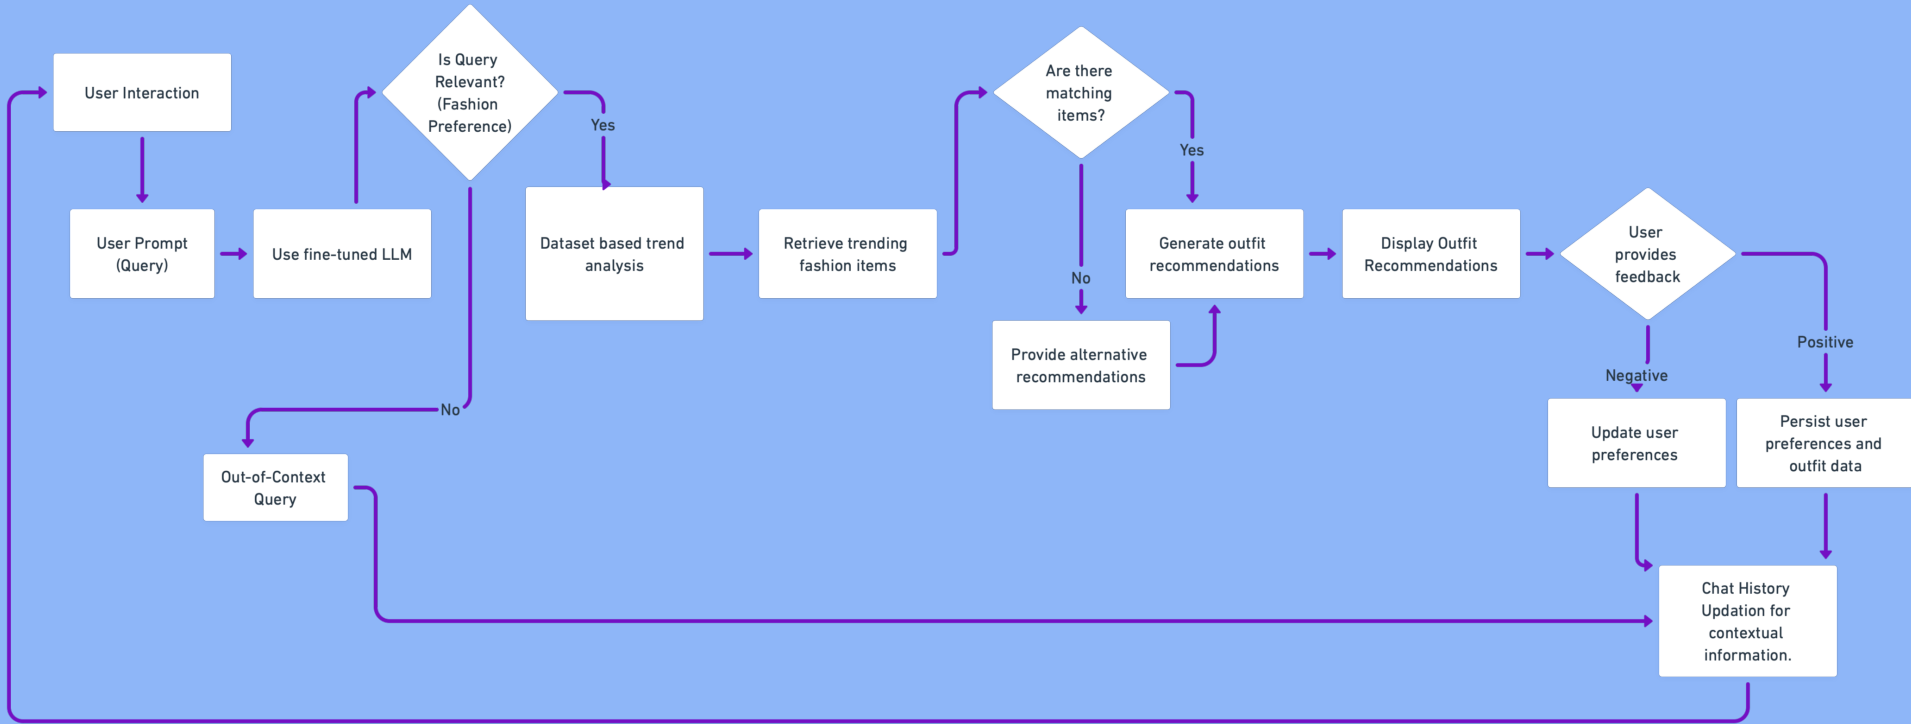 User Interaction
User Prompt
(Query)
Use fine-tuned LLM
Is Query
Relevant?
(Fashion
Preference)
Yes
No
Out-of-Context
Query
Dataset based trend
analysis
Retrieve trending
fashion items
Are there
matching
items?
Yes
No
Provide alternative
recommendations
Generate outfit
recommendations
Display Outfit
Recommendations
User
provides
feedback
Negative
Positive
Update user
preferences
Persist user
preferences and
outfit data
Chat History
Updation for
contextual
information.